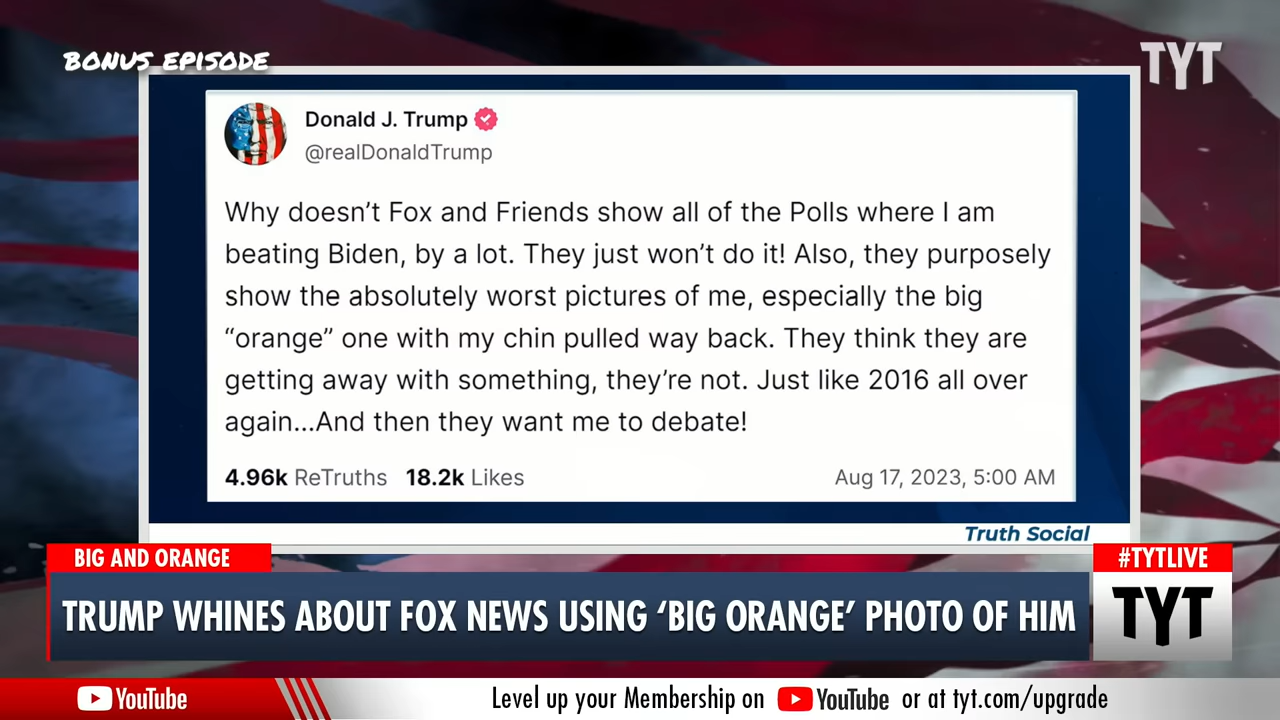 BONUS EPISODE
TYT
Donald J. Trump
@realDonaldTrump
Why doesn’t Fox and Friends show all of the Polls where I am
beating Biden, by a lot. They just won’t do it! Also, they purposely
show the absolutely worst pictures of me, especially the big
“orange” one with my chin pulled way back. They think they are
getting away with something, they’re not. Just like 2016 all over
again...And then they want me to debate!
4.96k ReTruths 18.2k Likes Aug 17, 2023, 5:00 AM
Truth Social
BIG AND ORANGE
#TYTLIVE
TRUMP WHINES ABOUT FOX NEWS USING ‘BIG ORANGE’ PHOTO OF HIM
TYT
YouTube
Level up your Membership on YouTube or at tyt.com/upgrade